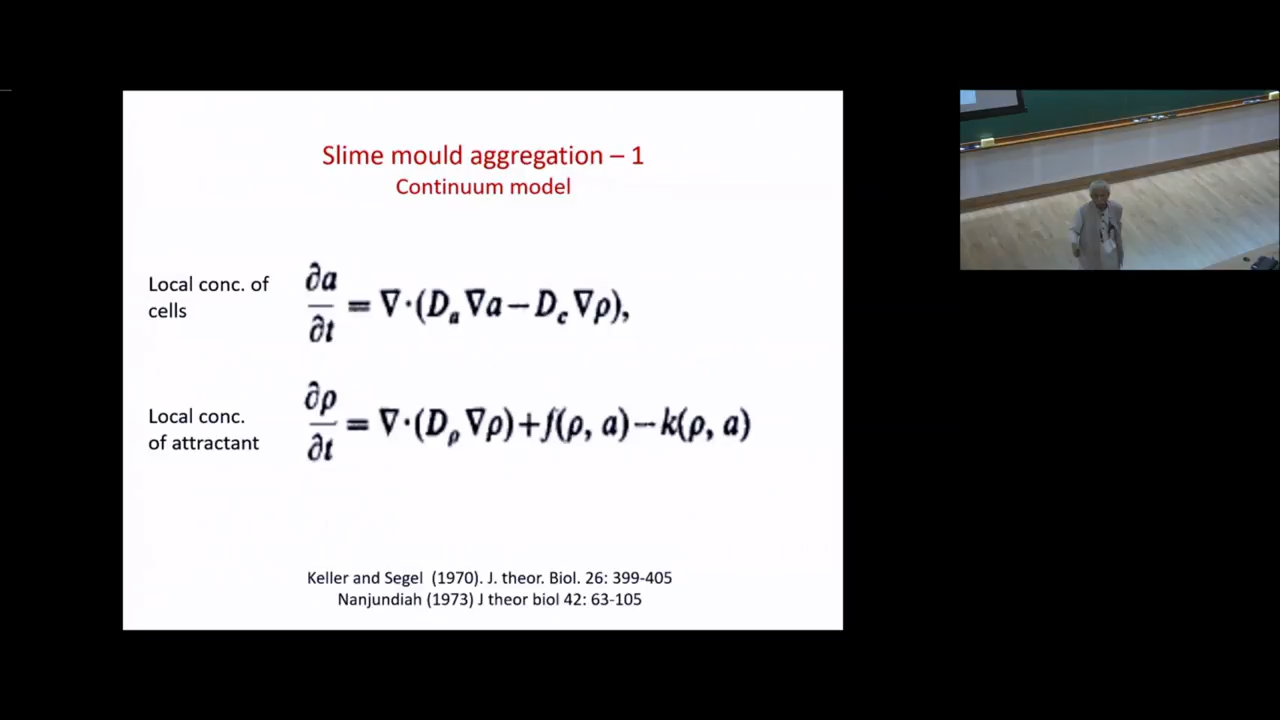 Slime mould aggregation – 1
Continuum model
Local conc. of
cells
∂a/∂t = ∇·(Dₐ∇a − D_c∇ρ),
Local conc.
of attractant
∂ρ/∂t = ∇·(D_ρ∇ρ)+f(ρ, a)−k(ρ, a)
Keller and Segel (1970). J. theor. Biol. 26: 399-405
Nanjundiah (1973) J theor biol 42: 63-105